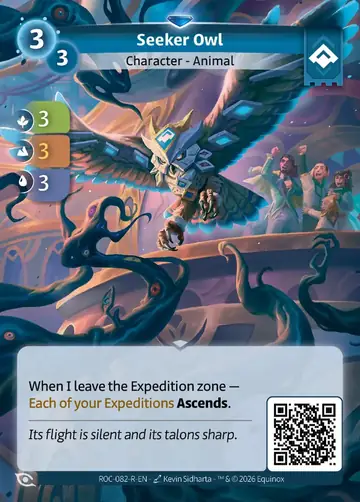 3
3
Seeker Owl
Character - Animal
3
3
3
When I leave the Expedition zone —
Each of your Expeditions Ascends.
Its flight is silent and its talons sharp.
ROC-082-R-EN - Kevin Sidharta - ™ & © 2026 Equinox